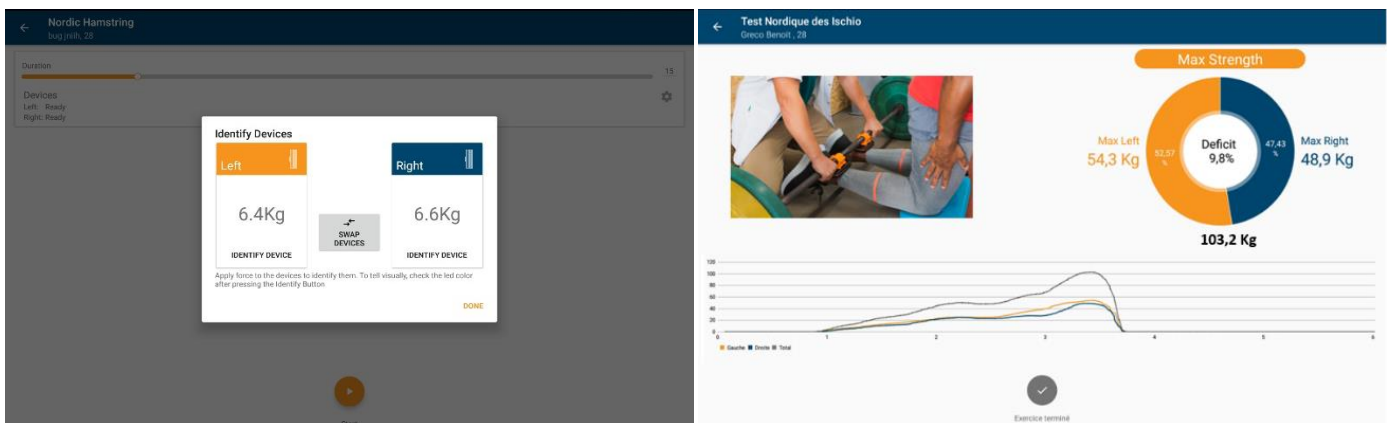 Nordic Hamstring
bug jniih, 28
Duration
15
Devices
Left: Ready
Right: Ready
Identify Devices
Left
6.4Kg
IDENTIFY DEVICE
SWAP
DEVICES
Right
6.6Kg
IDENTIFY DEVICE
Apply force to the devices to identify them. To tell visually, check the led color
after pressing the Identify Button
DONE
Test Nordique des Ischio
Greco Benoit , 28
Max Strength
Max Left
54,3 Kg
52,57
%
Deficit
9,8%
47,43
%
Max Right
48,9 Kg
103,2 Kg
120
100
80
60
40
20
0
0 1 2 3 4 5 6
Gauche Droite Total
Exercice terminé